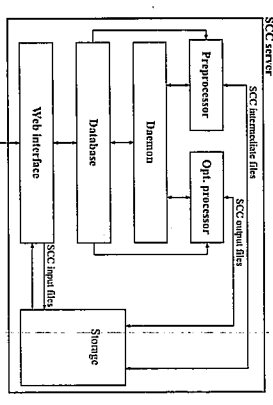 SCC server
SCC intermediate files
SCC output files
Preprocessor
Opt. processor
Daemon
Database
Web interface
SCC input files
Storage